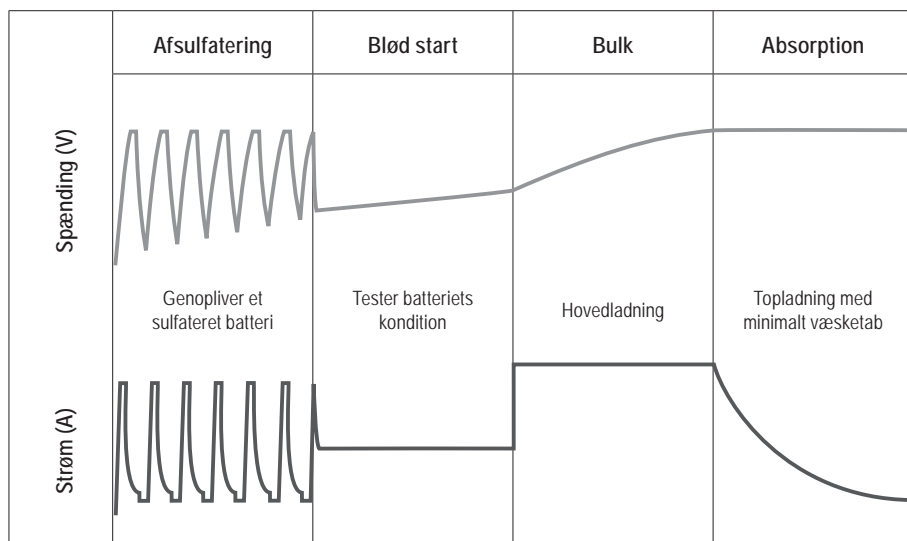 Afsulfatering
Blød start
Bulk
Absorption
Spænding (V)
Genopliver et
sulfateret batteri
Tester batteriets
kondition
Hovedladning
Topladning med
minimalt væsketab
Strøm (A)